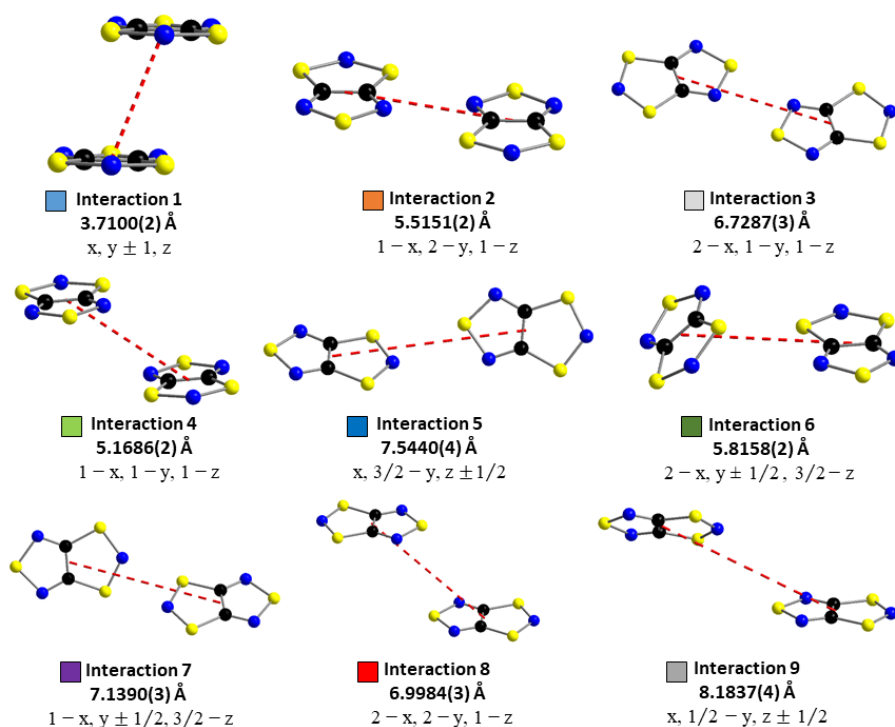 Interaction 1
3.7100(2) Å
x, y ± 1, z
Interaction 2
5.5151(2) Å
1 − x, 2 − y, 1 − z
Interaction 3
6.7287(3) Å
2 − x, 1 − y, 1 − z
Interaction 4
5.1686(2) Å
1 − x, 1 − y, 1 − z
Interaction 5
7.5440(4) Å
x, 3/2 − y, z ± 1/2
Interaction 6
5.8158(2) Å
2 − x, y ± 1/2 , 3/2 − z
Interaction 7
7.1390(3) Å
1 − x, y ± 1/2, 3/2 − z
Interaction 8
6.9984(3) Å
2 − x, 2 − y, 1 − z
Interaction 9
8.1837(4) Å
x, 1/2 − y, z ± 1/2